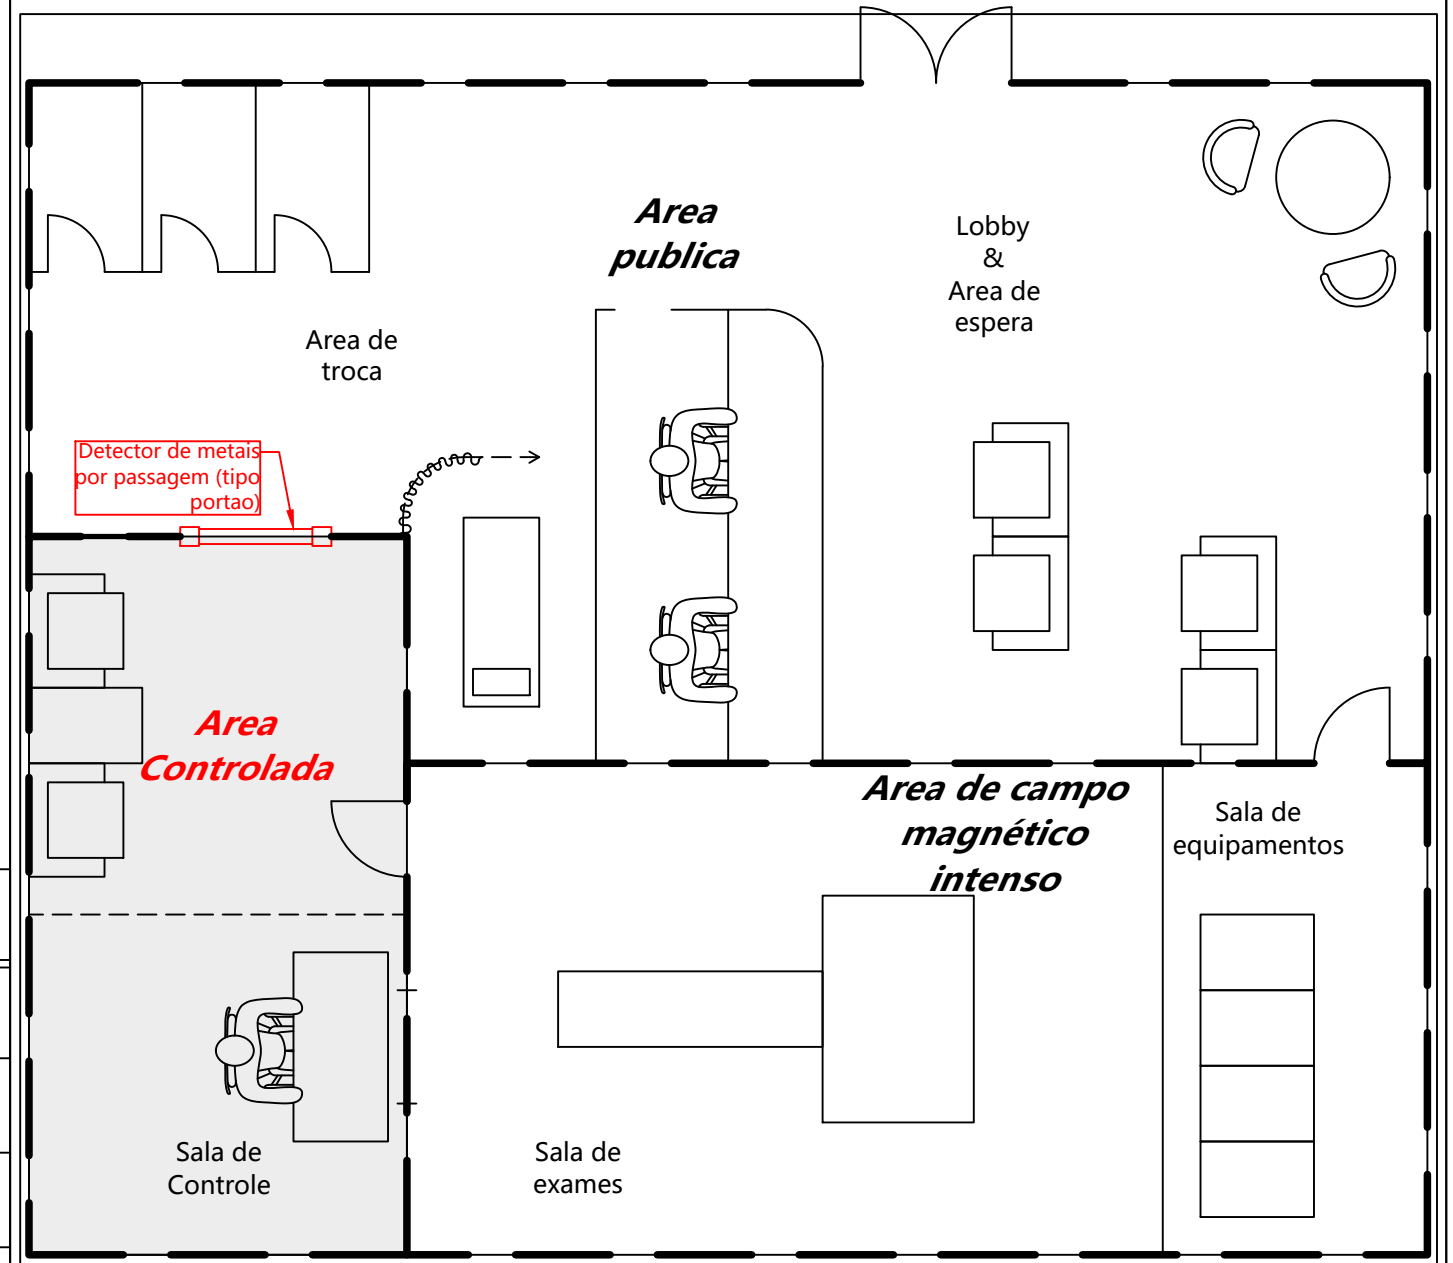 Area
publica
Lobby
&
Area de
espera
Area de
troca
Detector de metais
por passagem (tipo
portao)
Area
Controlada
Area de campo
magnético
intenso
Sala de
equipamentos
Sala de
Controle
Sala de
exames